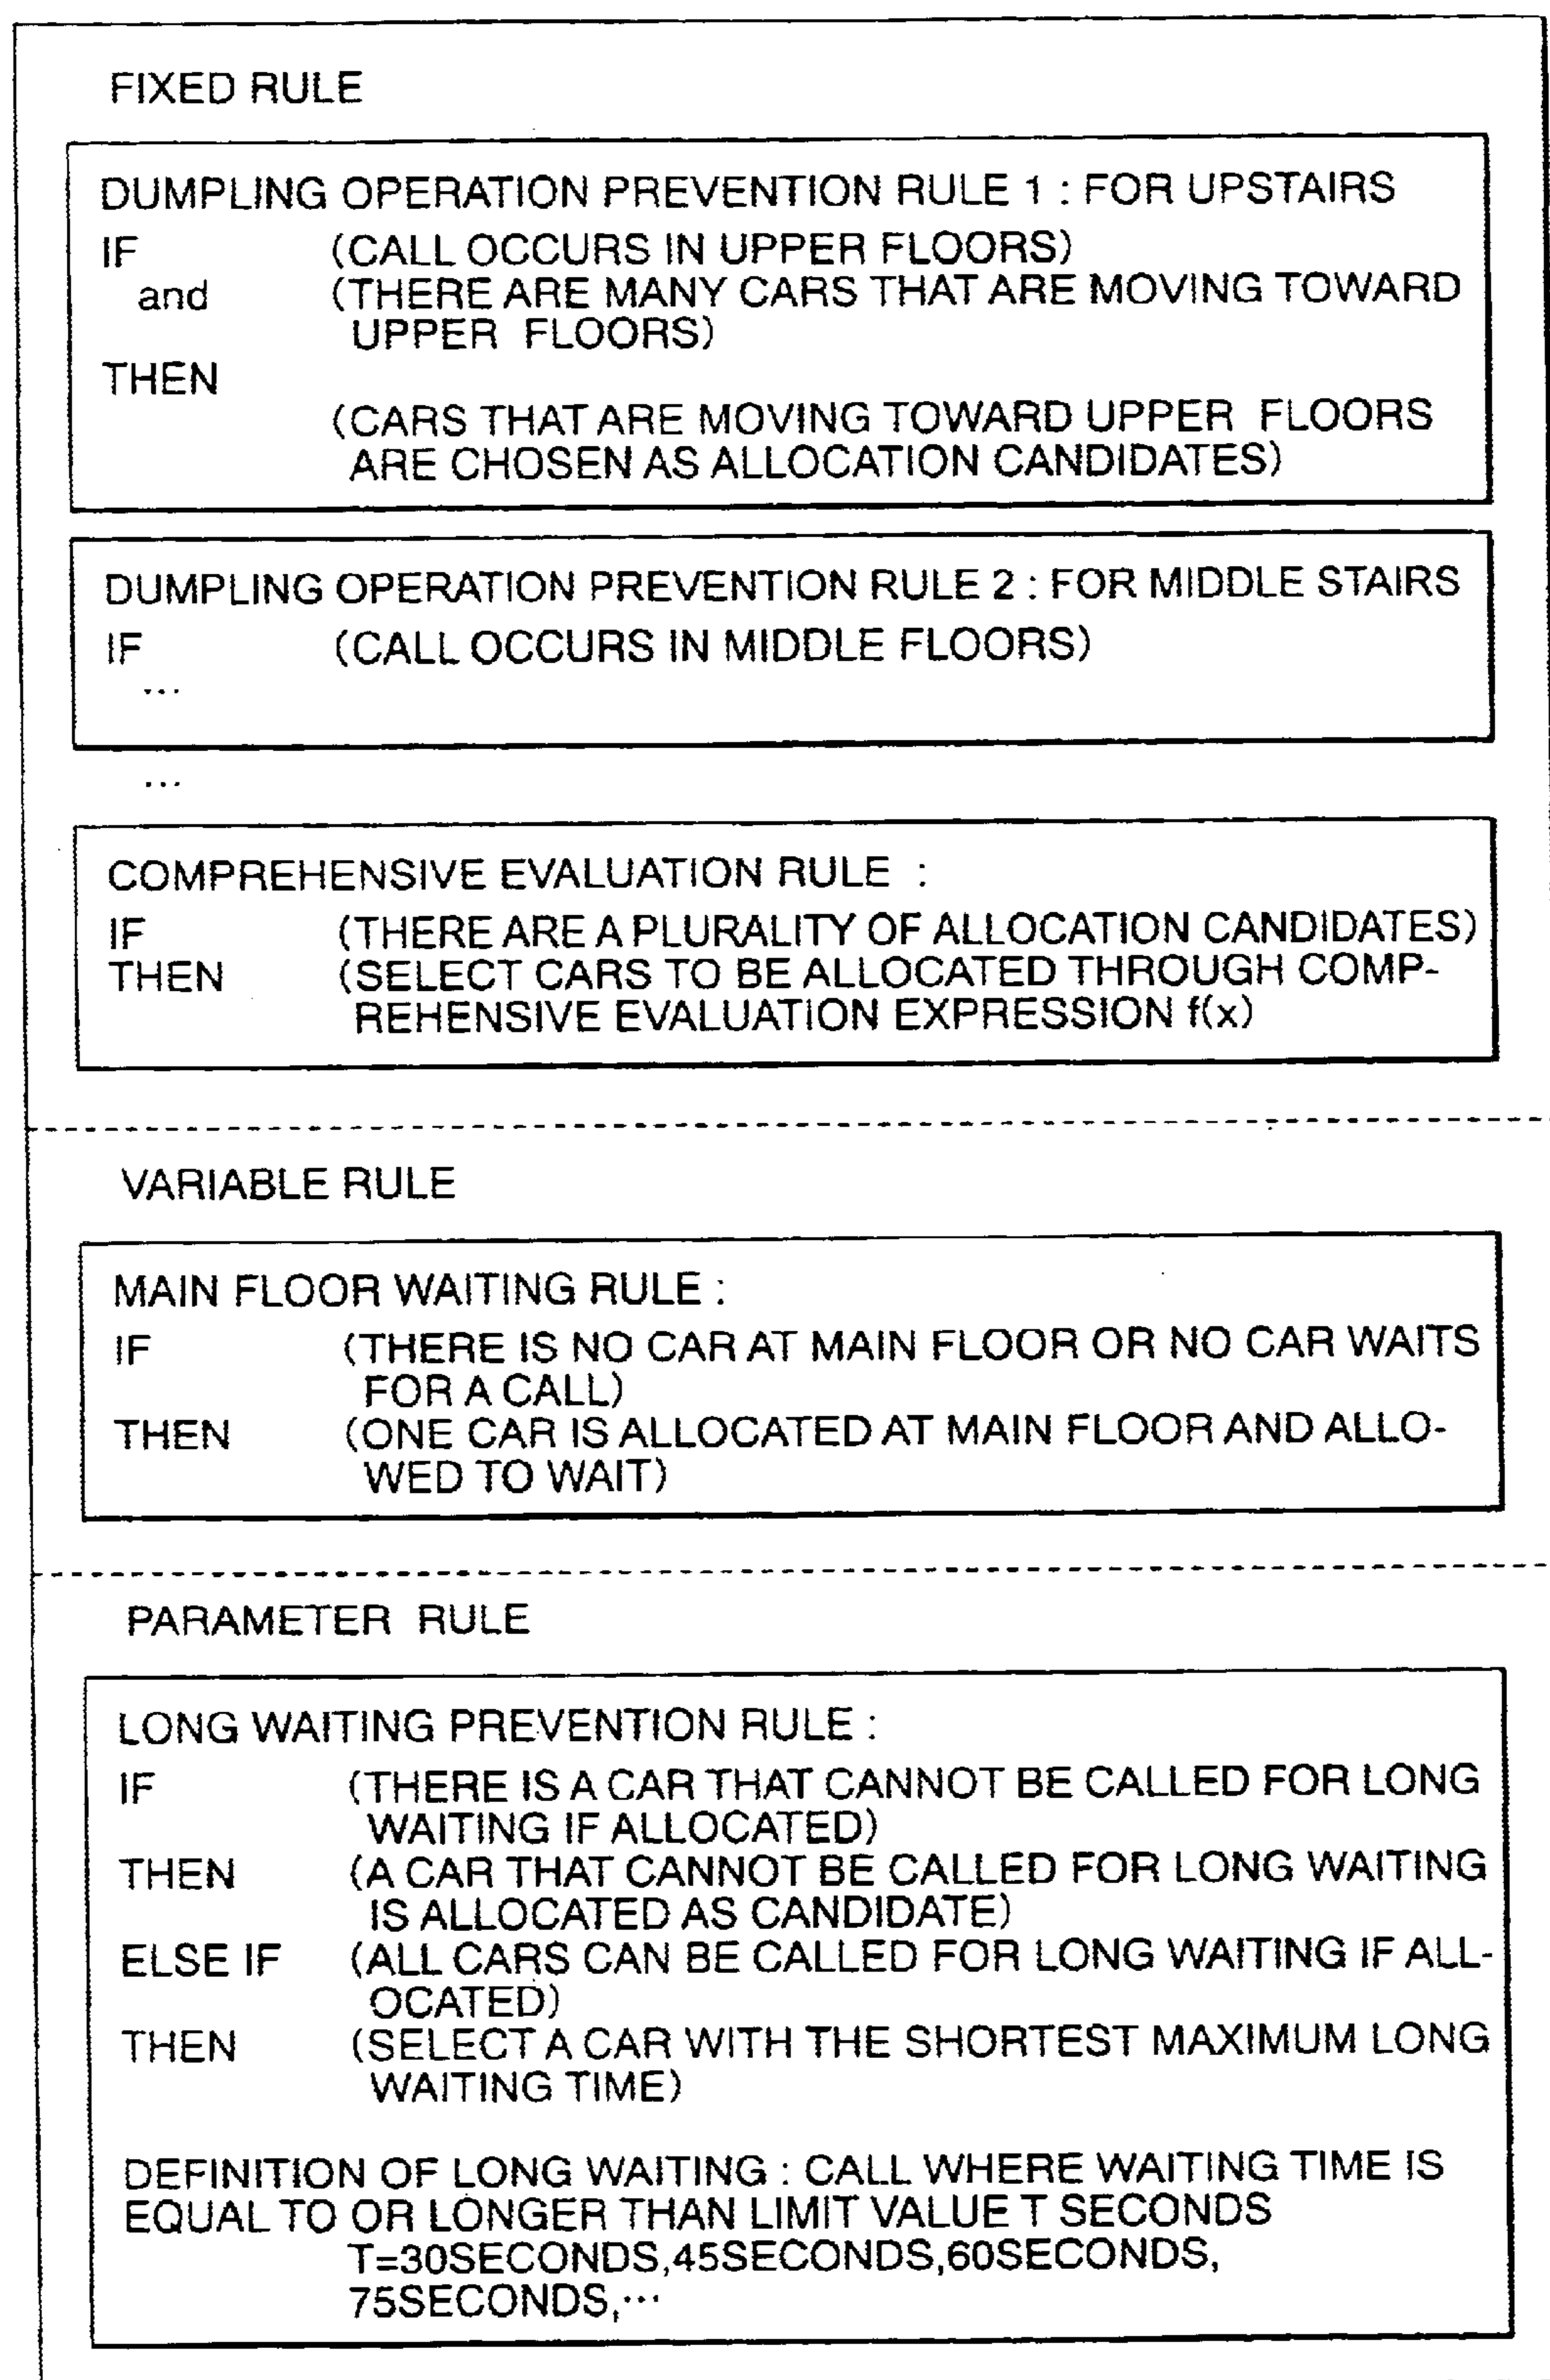 FIXED RULE
DUMPLING OPERATION PREVENTION RULE 1 : FOR UPSTAIRS
IF (CALL OCCURS IN UPPER FLOORS)
and (THERE ARE MANY CARS THAT ARE MOVING TOWARD
UPPER FLOORS)
THEN
(CARS THAT ARE MOVING TOWARD UPPER FLOORS
ARE CHOSEN AS ALLOCATION CANDIDATES)
DUMPLING OPERATION PREVENTION RULE 2 : FOR MIDDLE STAIRS
IF (CALL OCCURS IN MIDDLE FLOORS)
...
...
COMPREHENSIVE EVALUATION RULE :
IF (THERE ARE A PLURALITY OF ALLOCATION CANDIDATES)
THEN (SELECT CARS TO BE ALLOCATED THROUGH COMP-
REHENSIVE EVALUATION EXPRESSION f(x)
VARIABLE RULE
MAIN FLOOR WAITING RULE :
IF (THERE IS NO CAR AT MAIN FLOOR OR NO CAR WAITS
FOR A CALL)
THEN (ONE CAR IS ALLOCATED AT MAIN FLOOR AND ALLO-
WED TO WAIT)
PARAMETER RULE
LONG WAITING PREVENTION RULE :
IF (THERE IS A CAR THAT CANNOT BE CALLED FOR LONG
WAITING IF ALLOCATED)
THEN (A CAR THAT CANNOT BE CALLED FOR LONG WAITING
IS ALLOCATED AS CANDIDATE)
ELSE IF (ALL CARS CAN BE CALLED FOR LONG WAITING IF ALL-
OCATED)
THEN (SELECT A CAR WITH THE SHORTEST MAXIMUM LONG
WAITING TIME)
DEFINITION OF LONG WAITING : CALL WHERE WAITING TIME IS
EQUAL TO OR LONGER THAN LIMIT VALUE T SECONDS
T=30SECONDS,45SECONDS,60SECONDS,
75SECONDS,...